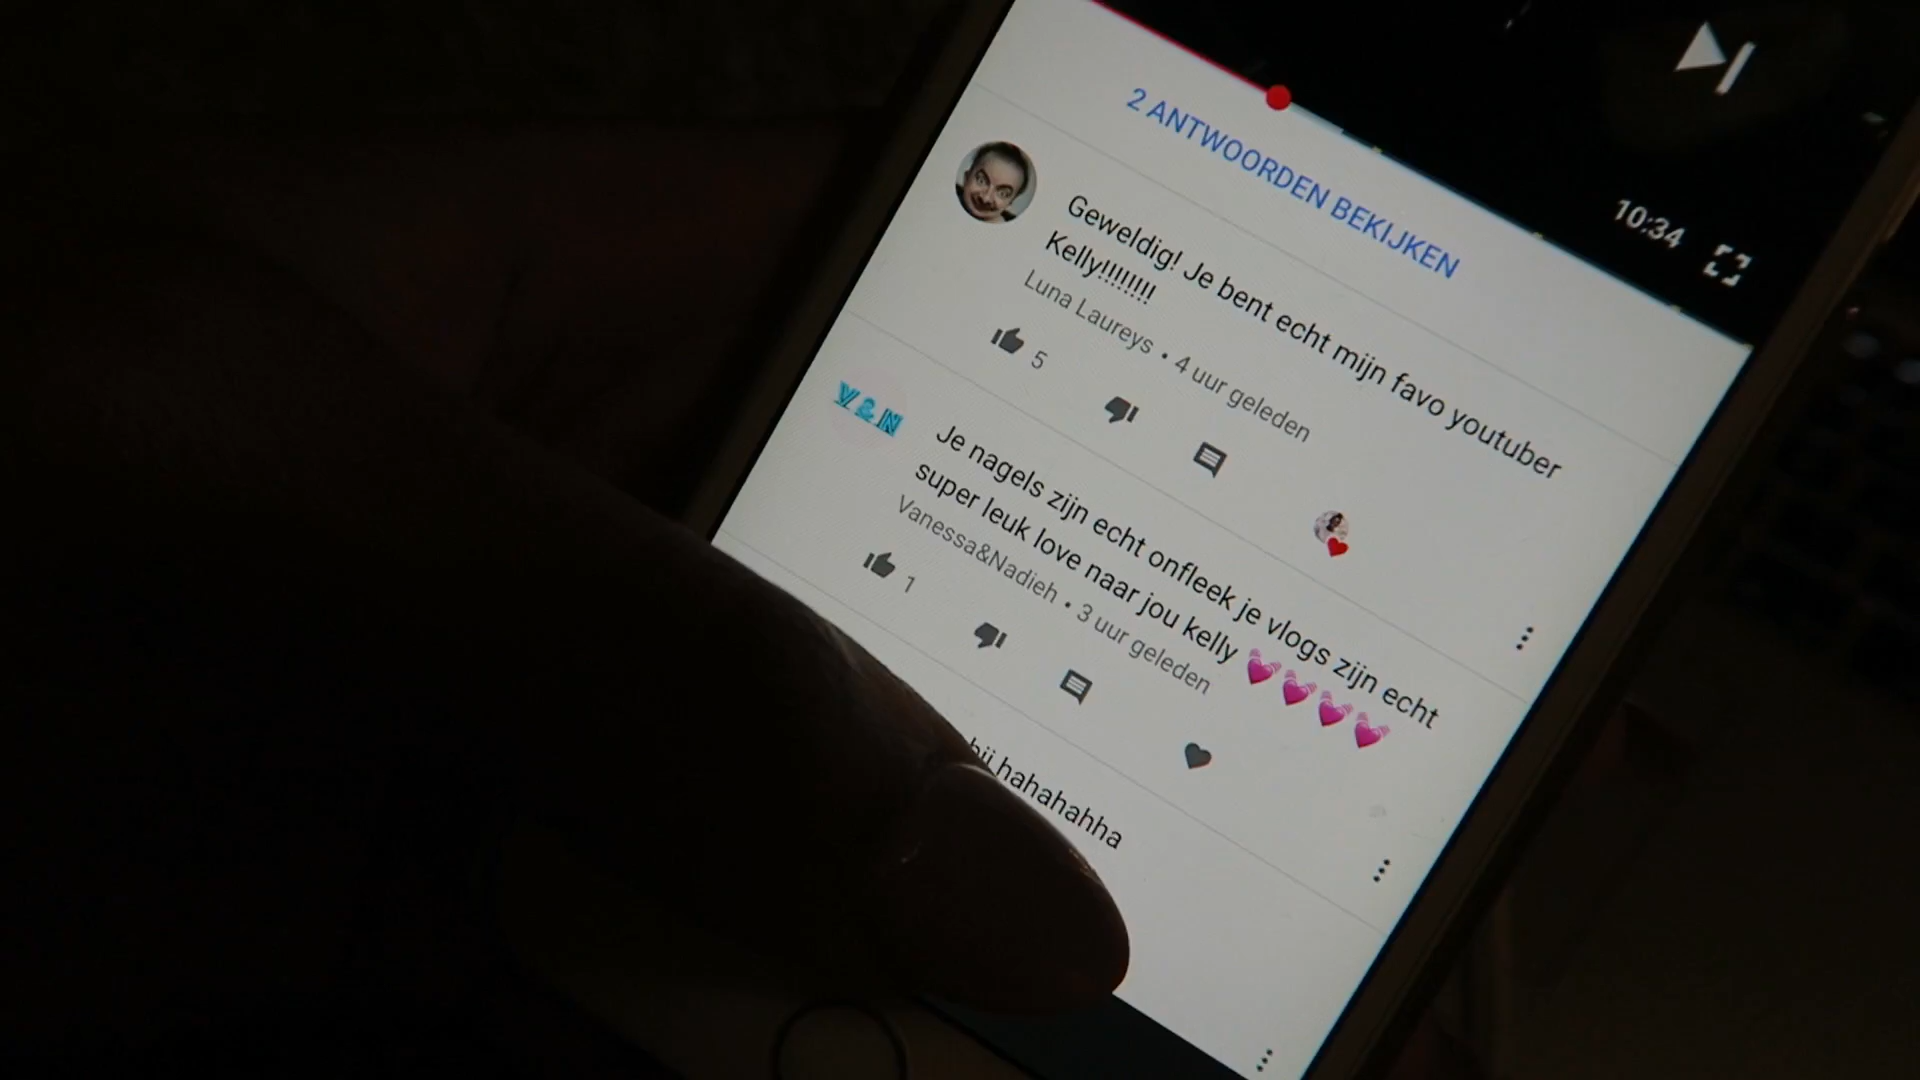 10:34
2 ANTWOORDEN BEKIJKEN
Geweldig! Je bent echt mijn favo youtuber
Kelly!!!!!!!!
Luna Laureys • 4 uur geleden
5
V & N
Je nagels zijn echt onfleek je vlogs zijn echt
super leuk love naar jou kelly 💓💓💓💓
Vanessa&Nadieh • 3 uur geleden
1
hahahahha